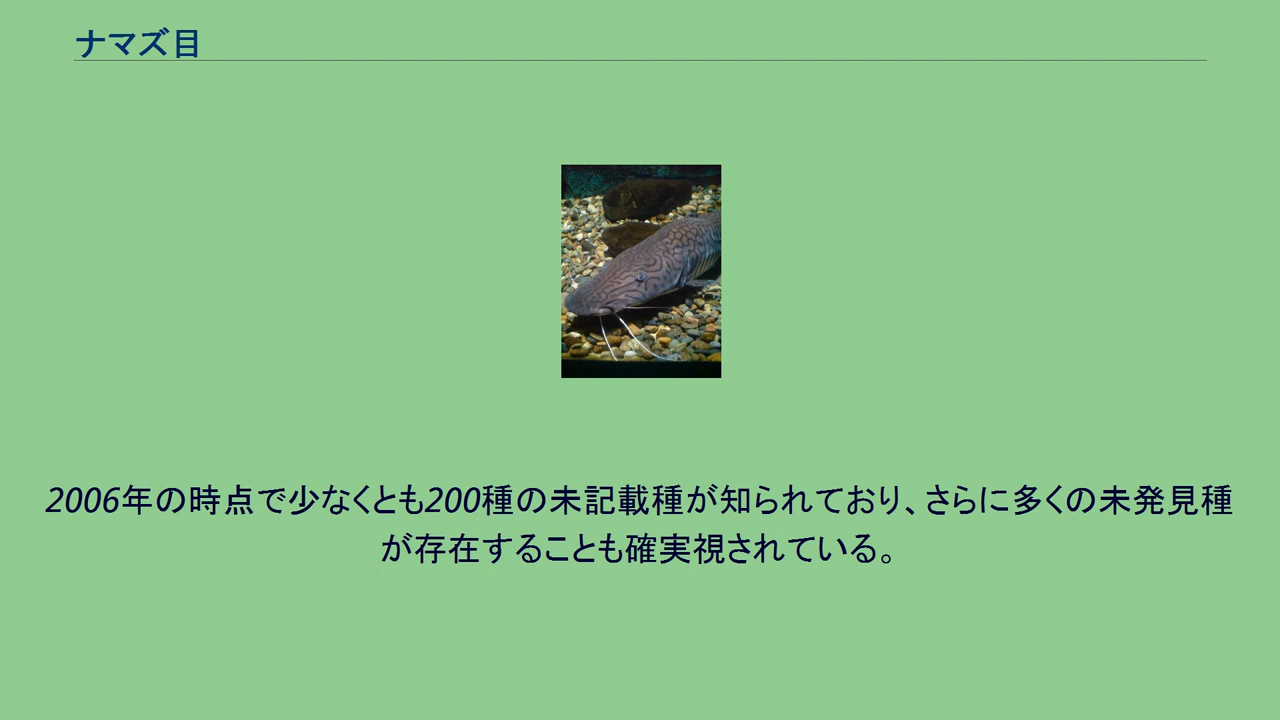 ナマズ目
2006年の時点で少なくとも200種の未記載種が知られており、さらに多くの未発見種
が存在することも確実視されている。